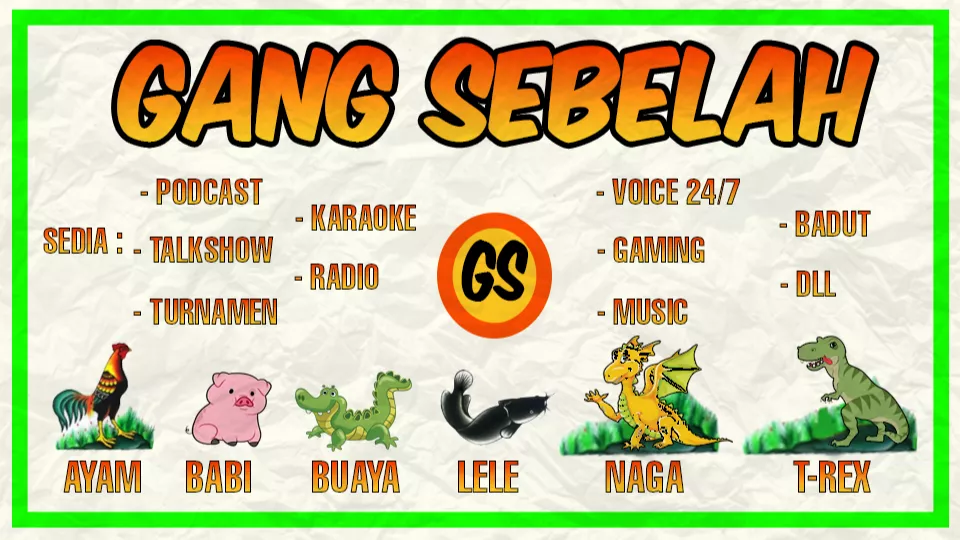 GANG SEBELAH
SEDIA :
- PODCAST
- TALKSHOW
- TURNAMEN
- KARAOKE
- RADIO
GS
- VOICE 24/7
- GAMING
- MUSIC
- BADUT
- DLL
AYAM
BABI
BUAYA
LELE
NAGA
T-REX